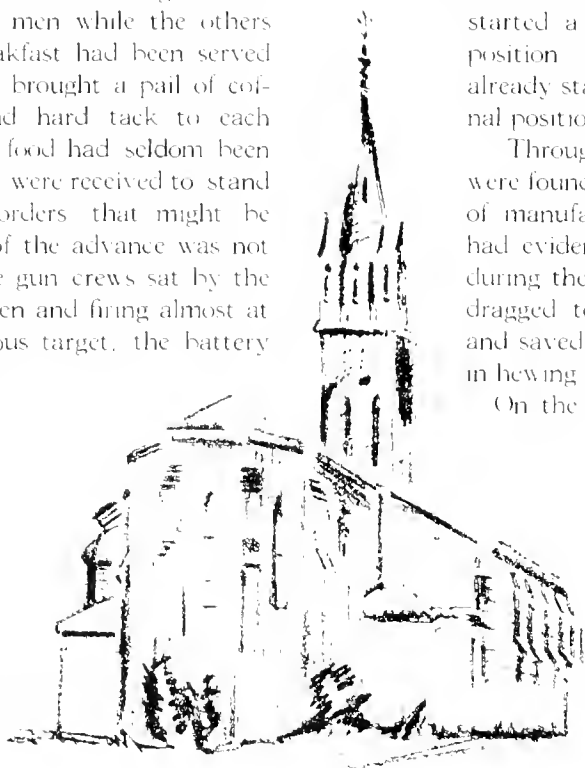 men while the others
akfast had been served
brought a pail of cof-
nd hard tack to each
food had seldom been
were received to stand
orders that might be
of the advance was not
e gun crews sat by the
en and firing almost at
ous target, the battery
started a
position
already sta
nal position
Throug
were found
of manufa
had eviden
during the
dragged to
and saved
in hewing
On the